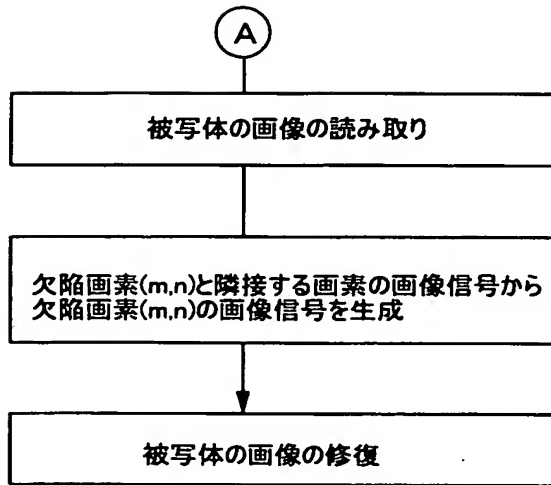 A
被写体の画像の読み取り
欠陥画素(m,n)と隣接する画素の画像信号から
欠陥画素(m,n)の画像信号を生成
被写体の画像の修復